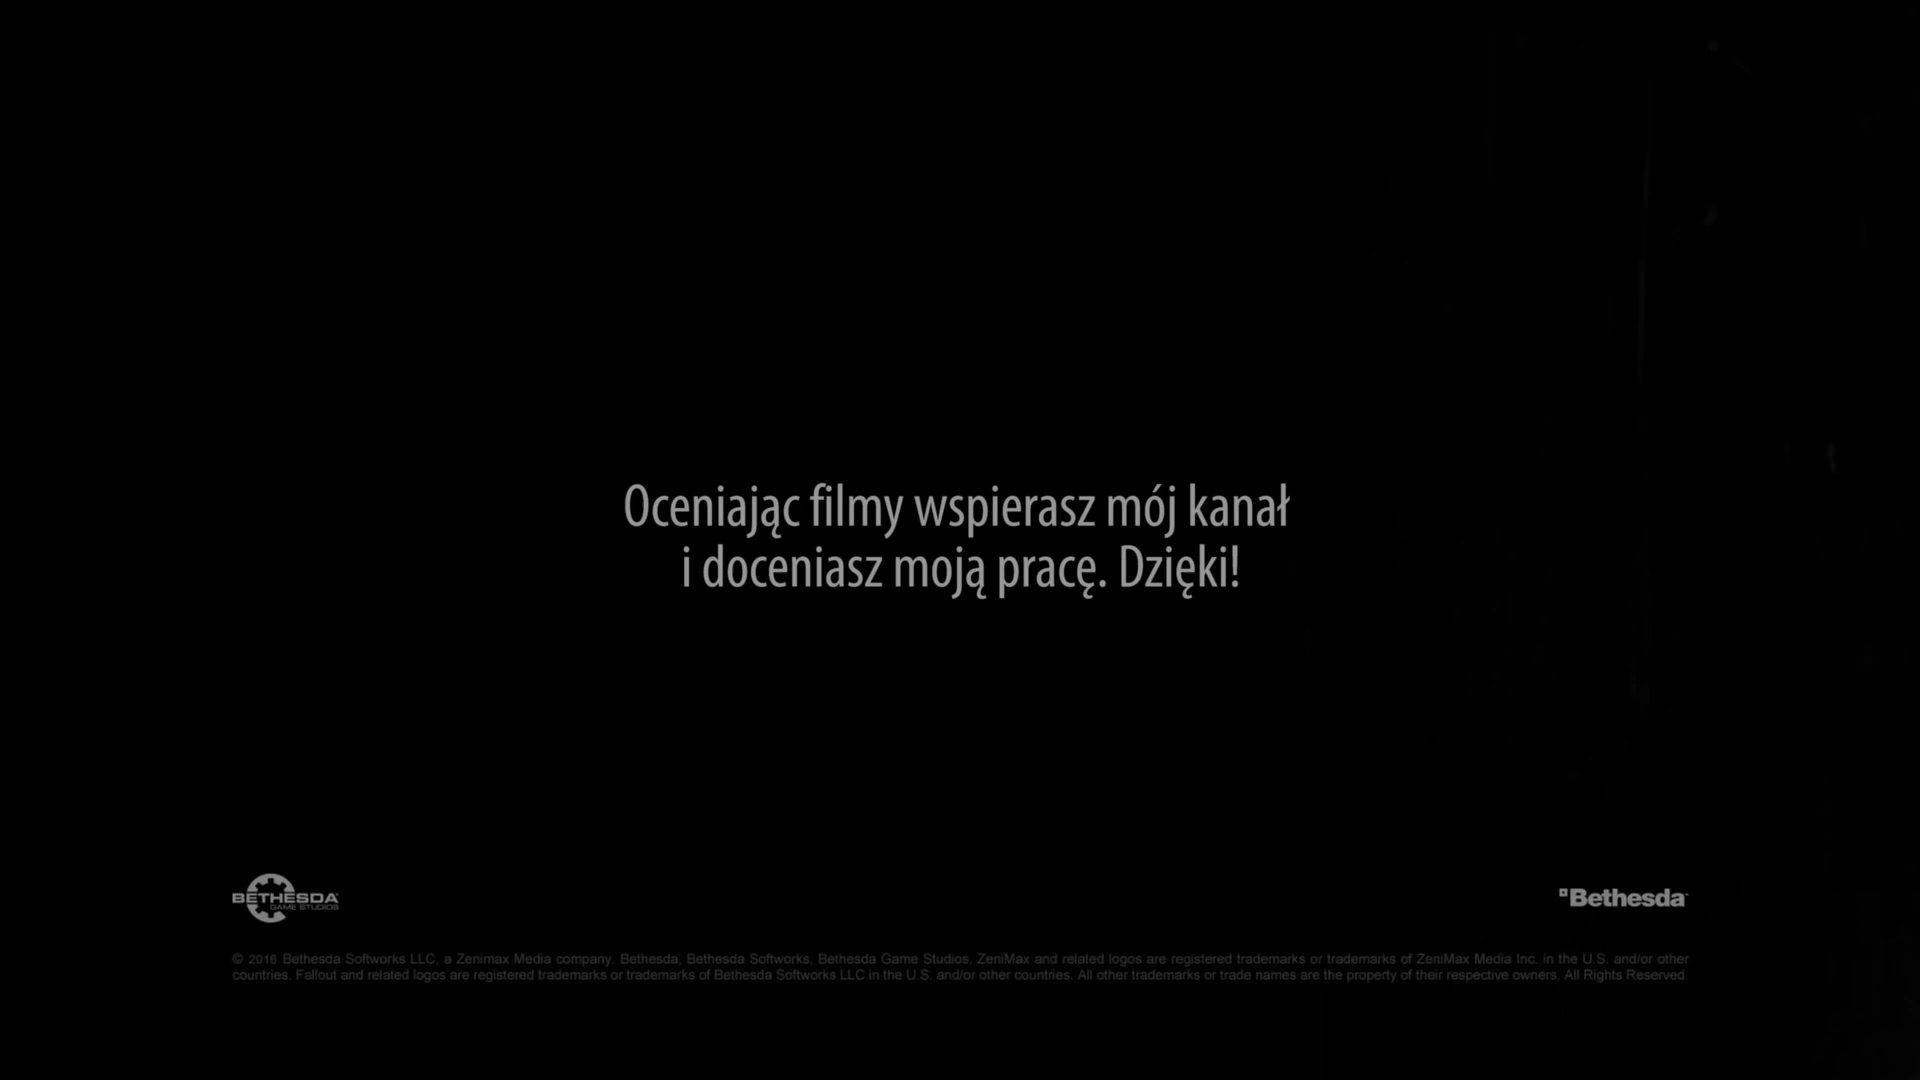 Oceniając filmy wspierasz mój kanał
i doceniasz moją pracę. Dzięki!
BETHESDA
GAME STUDIOS
Bethesda
© 2016 Bethesda Softworks LLC, a Zenimax Media company. Bethesda, Bethesda Softworks, Bethesda Game Studios, ZeniMax and related logos are registered trademarks or trademarks of ZeniMax Media Inc. in the U.S. and/or other
countries. Fallout and related logos are registered trademarks or trademarks of Bethesda Softworks LLC in the U.S. and/or other countries. All other trademarks or trade names are the property of their respective owners. All Rights Reserved.